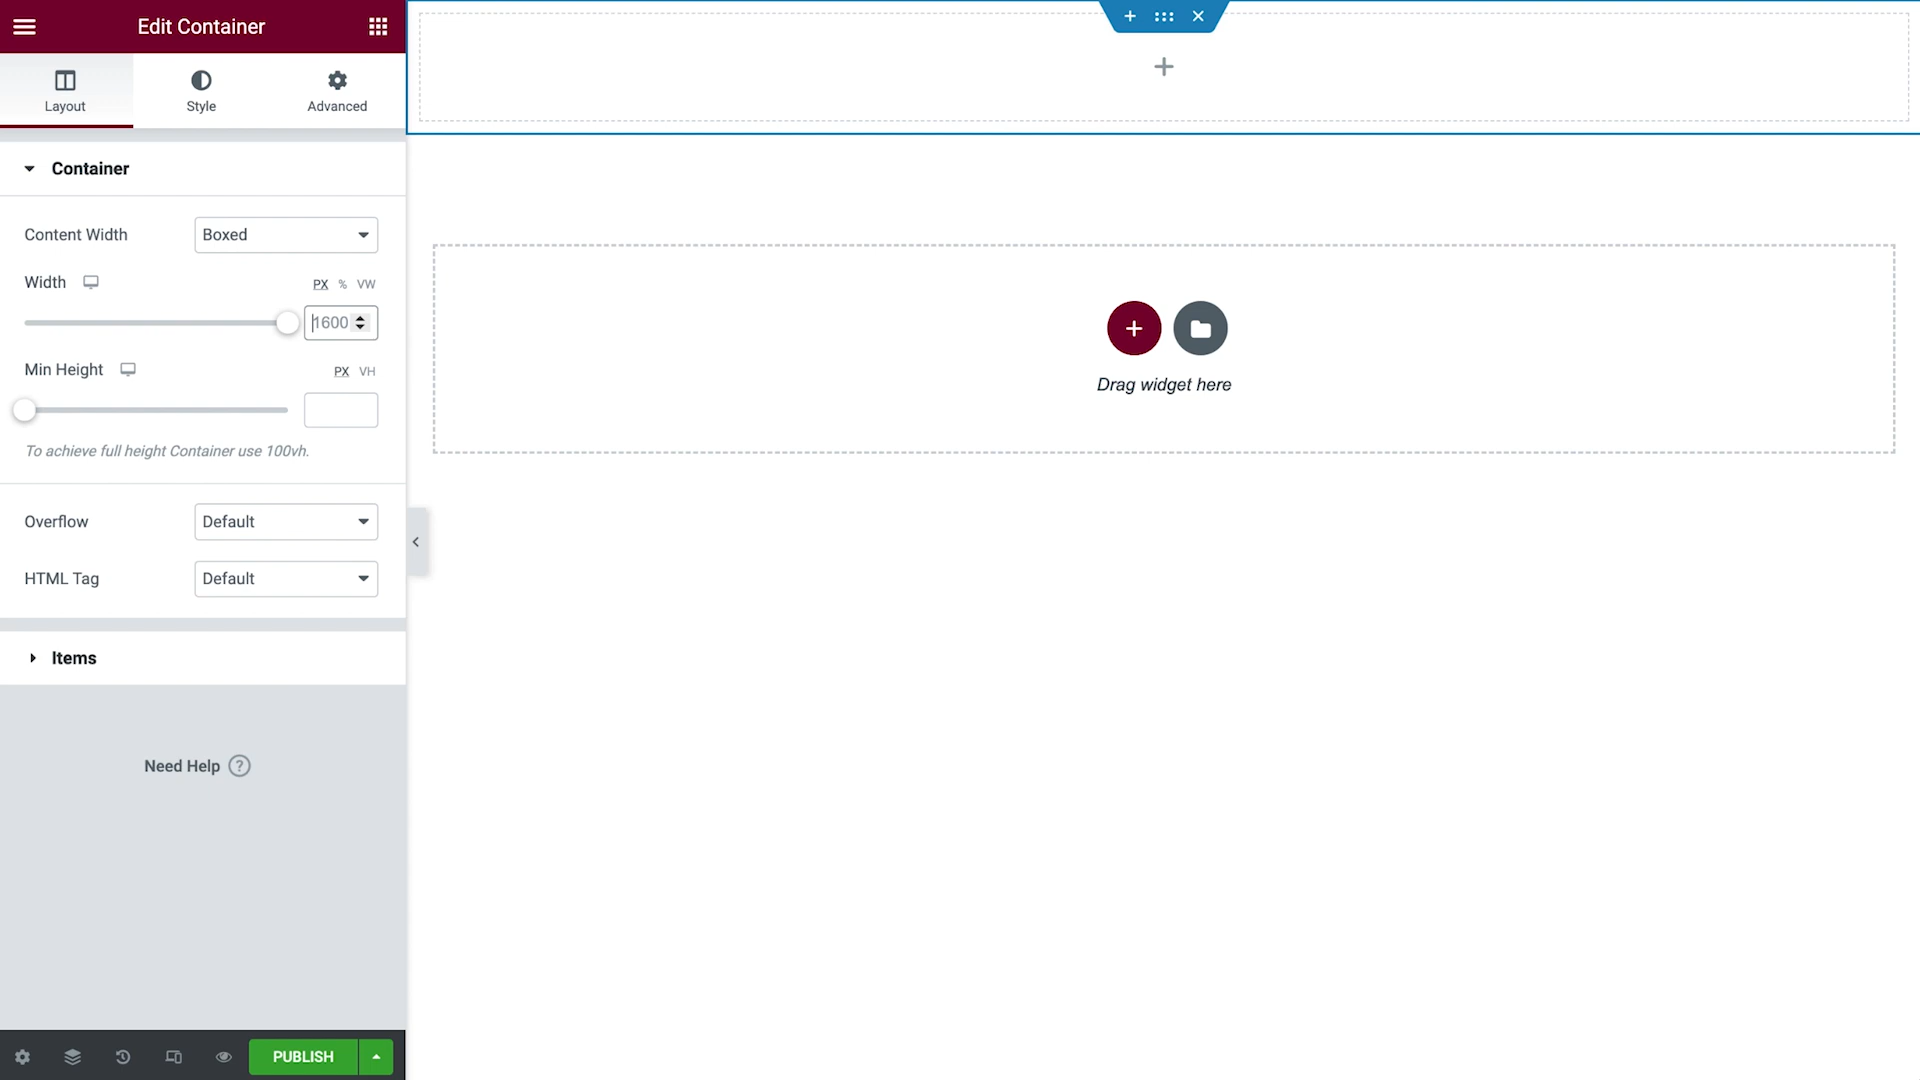 Edit Container
Layout
Style
Advanced
Container
Content Width
Boxed
Width
PX % VW
1600
Min Height
PX VH
To achieve full height Container use 100vh.
Overflow
Default
HTML Tag
Default
Items
Need Help ?
PUBLISH
Drag widget here